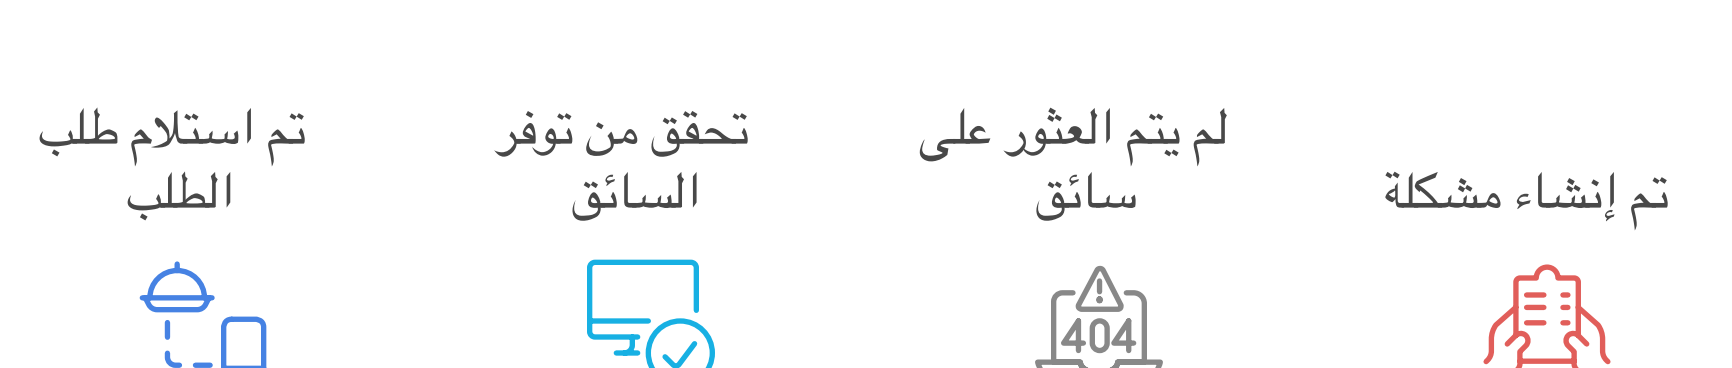 تم استلام طلب
الطلب
تحقق من توفر
السائق
لم يتم العثور على
سائق
404
تم إنشاء مشكلة